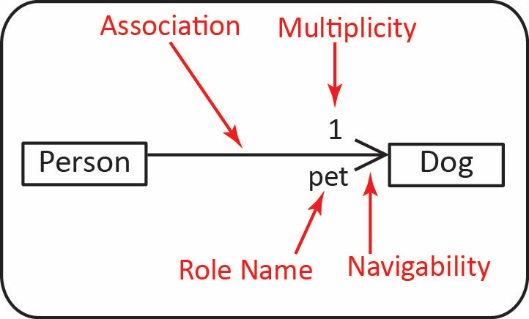 Association
Multiplicity
1
Person
Dog
pet
Role Name
Navigability